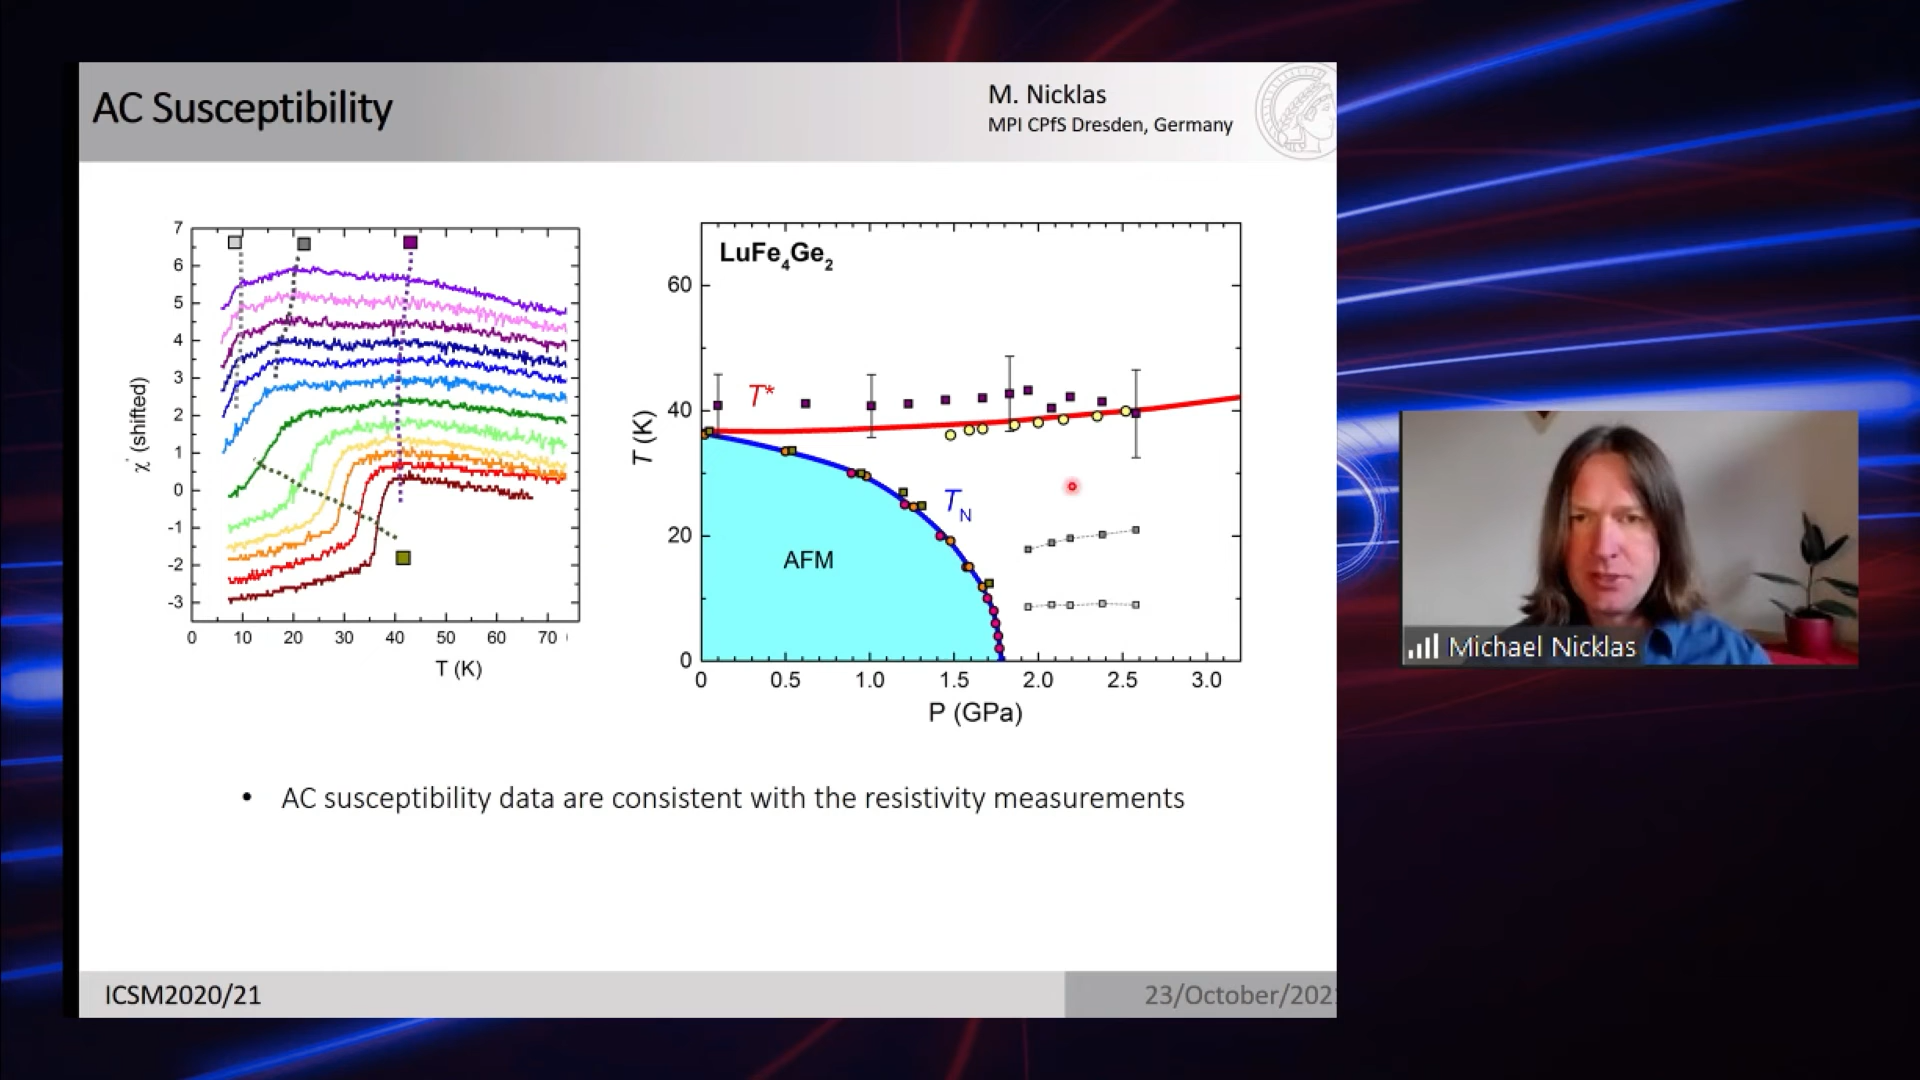 AC Susceptibility
M. Nicklas
MPI CPfS Dresden, Germany
7
6
5
4
3
2
1
0
-1
-2
-3
χ' (shifted)
0 10 20 30 40 50 60 70
T (K)
LuFe4Ge2
60
40
20
0
T (K)
T*
TN
AFM
0 0.5 1.0 1.5 2.0 2.5 3.0
P (GPa)
• AC susceptibility data are consistent with the resistivity measurements
ICSM2020/21
23/October/202
Michael Nicklas